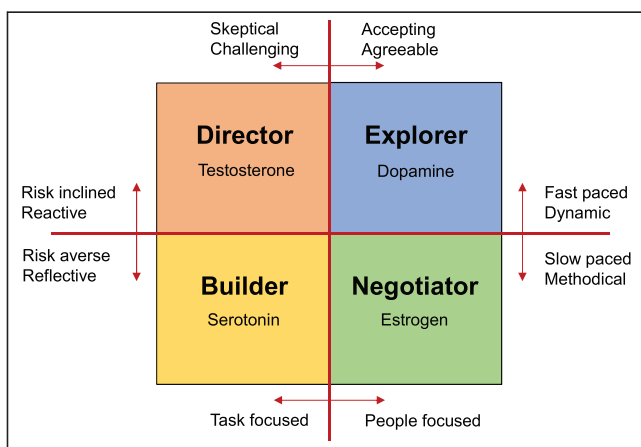 Skeptical
Challenging
Accepting
Agreeable
Director
Testosterone
Explorer
Dopamine
Risk inclined
Reactive
Fast paced
Dynamic
Risk averse
Reflective
Slow paced
Methodical
Builder
Serotonin
Negotiator
Estrogen
Task focused
People focused